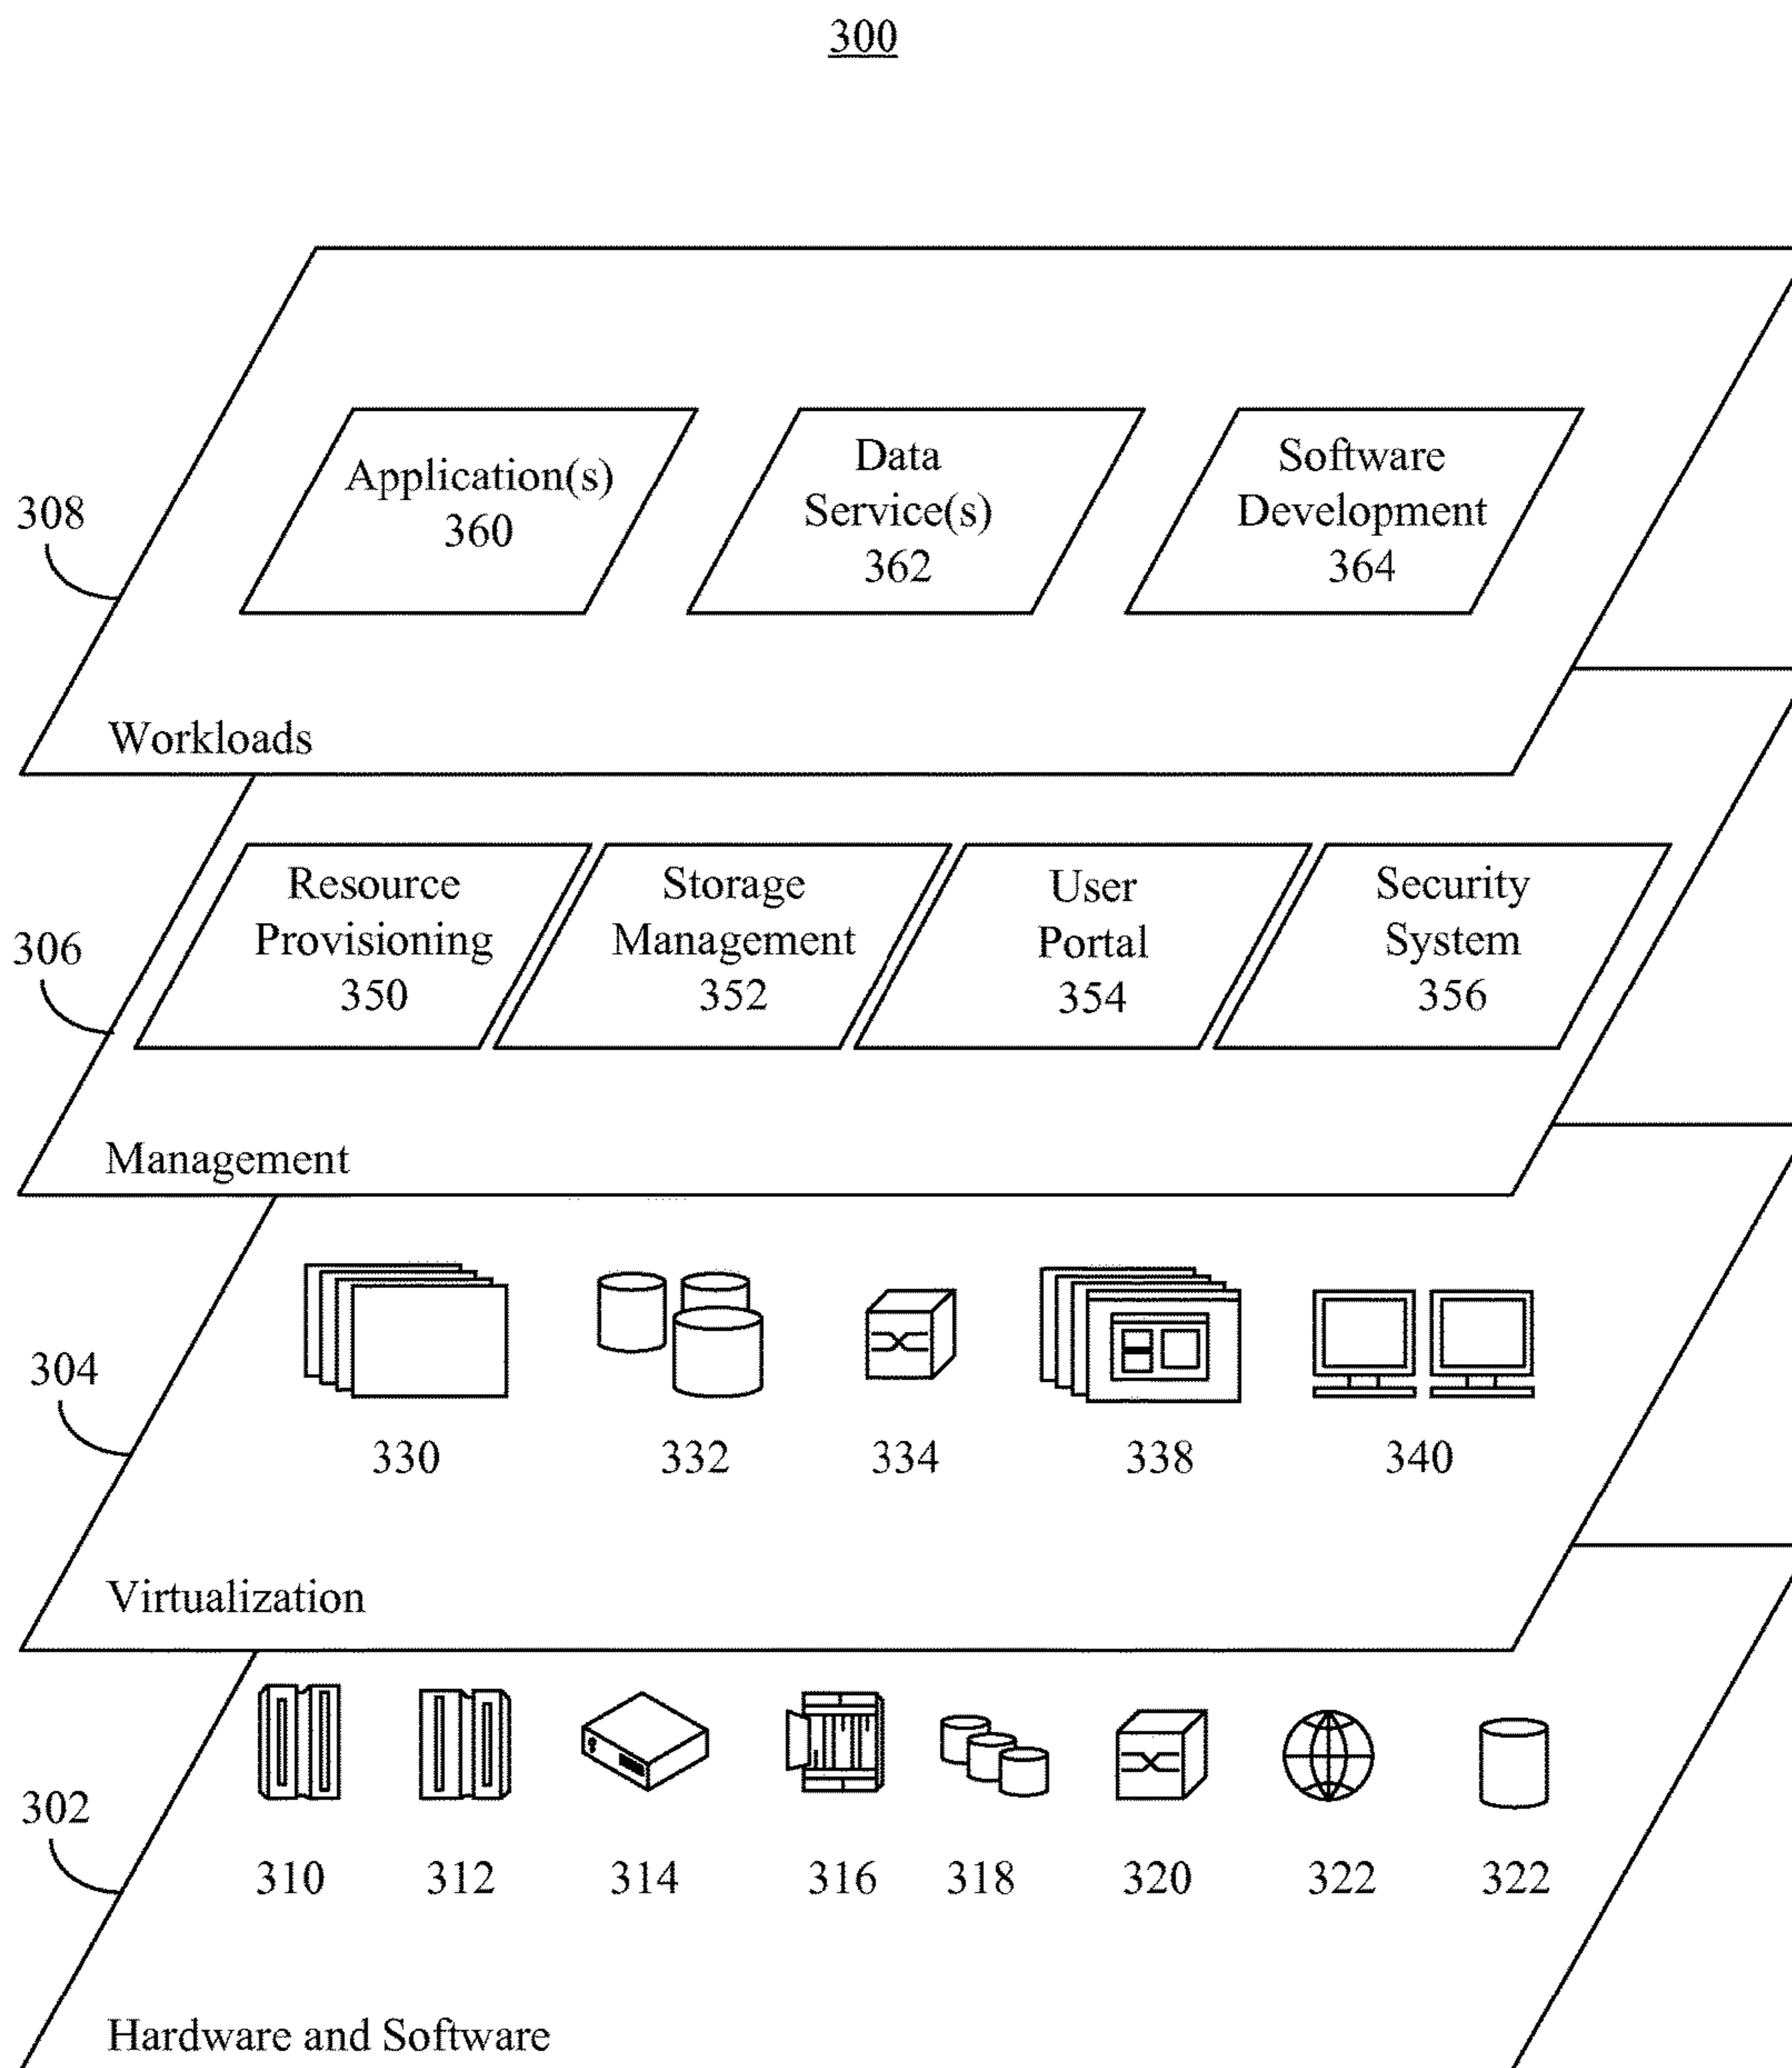 300
Application(s)
360
Data
Service(s)
362
Software
Development
364
308
Workloads
Resource
Provisioning
350
Storage
Management
352
User
Portal
354
Security
System
356
306
Management
304
330 332 334 338 340
Virtualization
302
310 312 314 316 318 320 322 322
Hardware and Software